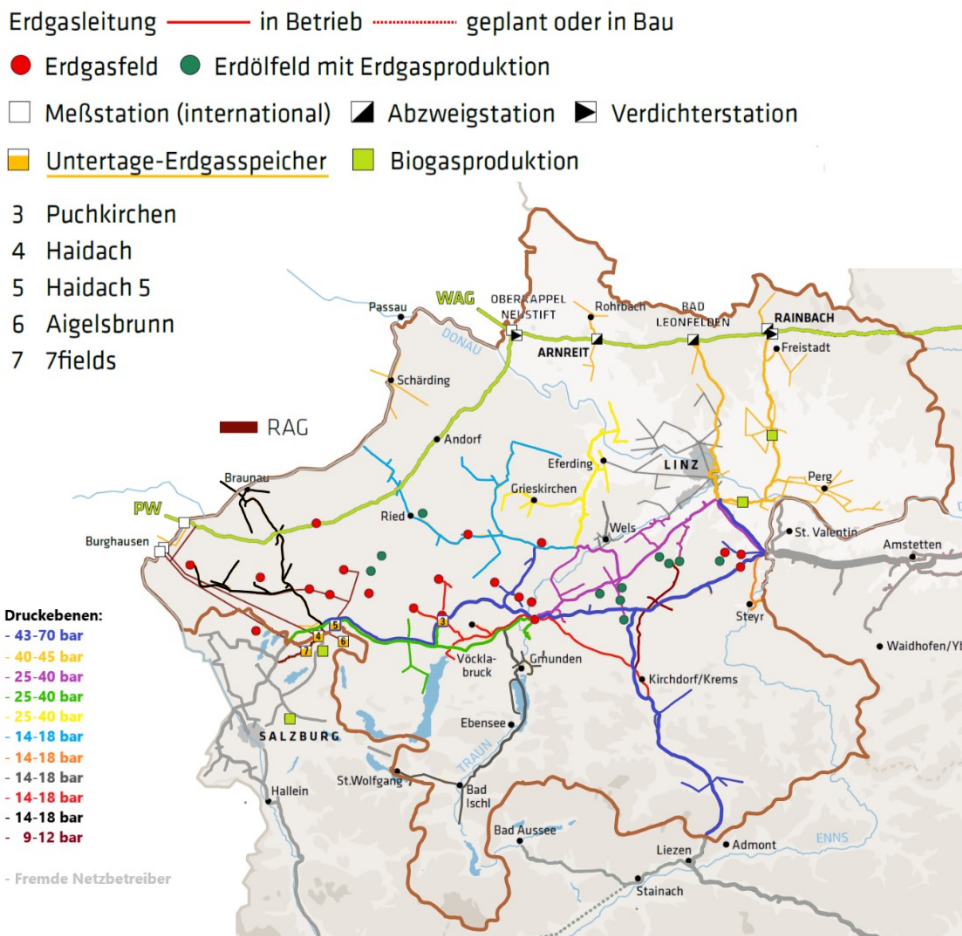 Erdgasleitung in Betrieb geplant oder in Bau
Erdgasfeld Erdölfeld mit Erdgasproduktion
Meßstation (international) Abzweigstation Verdichterstation
Untertage-Erdgasspeicher Biogasproduktion
3 Puchkirchen
4 Haidach
5 Haidach 5
6 Aigelsbrunn
7 7fields
RAG
WAG
Passau
OBERKAPPEL
NEUSTIFT
DONAU
Rohrbach
BAD
LEONFELDEN
RAINBACH
ARNREIT
Freistadt
Schärding
Andorf
Eferding
LINZ
Grieskirchen
Perg
Braunau
PW
Ried
Wels
St. Valentin
Amstetten
Burghausen
Steyr
Waidhofen/Yb
Druckebenen:
- 43-70 bar
- 40-45 bar
- 25-40 bar
- 25-40 bar
- 25-40 bar
- 14-18 bar
- 14-18 bar
- 14-18 bar
- 14-18 bar
- 14-18 bar
- 9-12 bar
- Fremde Netzbetreiber
3
5
4
6
7
Vöckla-
bruck
Gmunden
Kirchdorf/Krems
SALZBURG
Ebensee
TRAUN
St.Wolfgang
Bad
Ischl
Hallein
Bad Aussee
ENNS
Liezen
Admont
Stainach